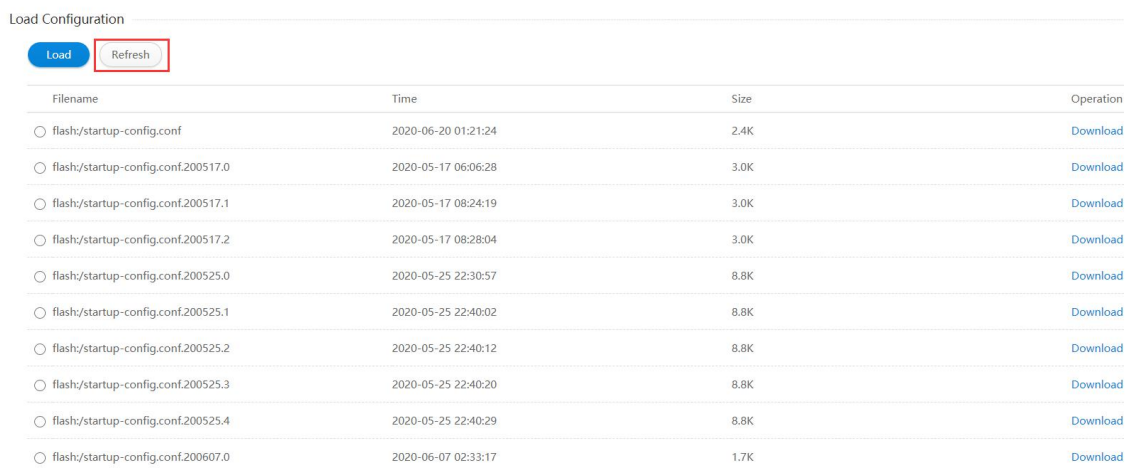 Load Configuration
Load Refresh
Filename Time Size Operation
flash:/startup-config.conf 2020-06-20 01:21:24 2.4K Download
flash:/startup-config.conf.200517.0 2020-05-17 06:06:28 3.0K Download
flash:/startup-config.conf.200517.1 2020-05-17 08:24:19 3.0K Download
flash:/startup-config.conf.200517.2 2020-05-17 08:28:04 3.0K Download
flash:/startup-config.conf.200525.0 2020-05-25 22:30:57 8.8K Download
flash:/startup-config.conf.200525.1 2020-05-25 22:40:02 8.8K Download
flash:/startup-config.conf.200525.2 2020-05-25 22:40:12 8.8K Download
flash:/startup-config.conf.200525.3 2020-05-25 22:40:20 8.8K Download
flash:/startup-config.conf.200525.4 2020-05-25 22:40:29 8.8K Download
flash:/startup-config.conf.200607.0 2020-06-07 02:33:17 1.7K Download